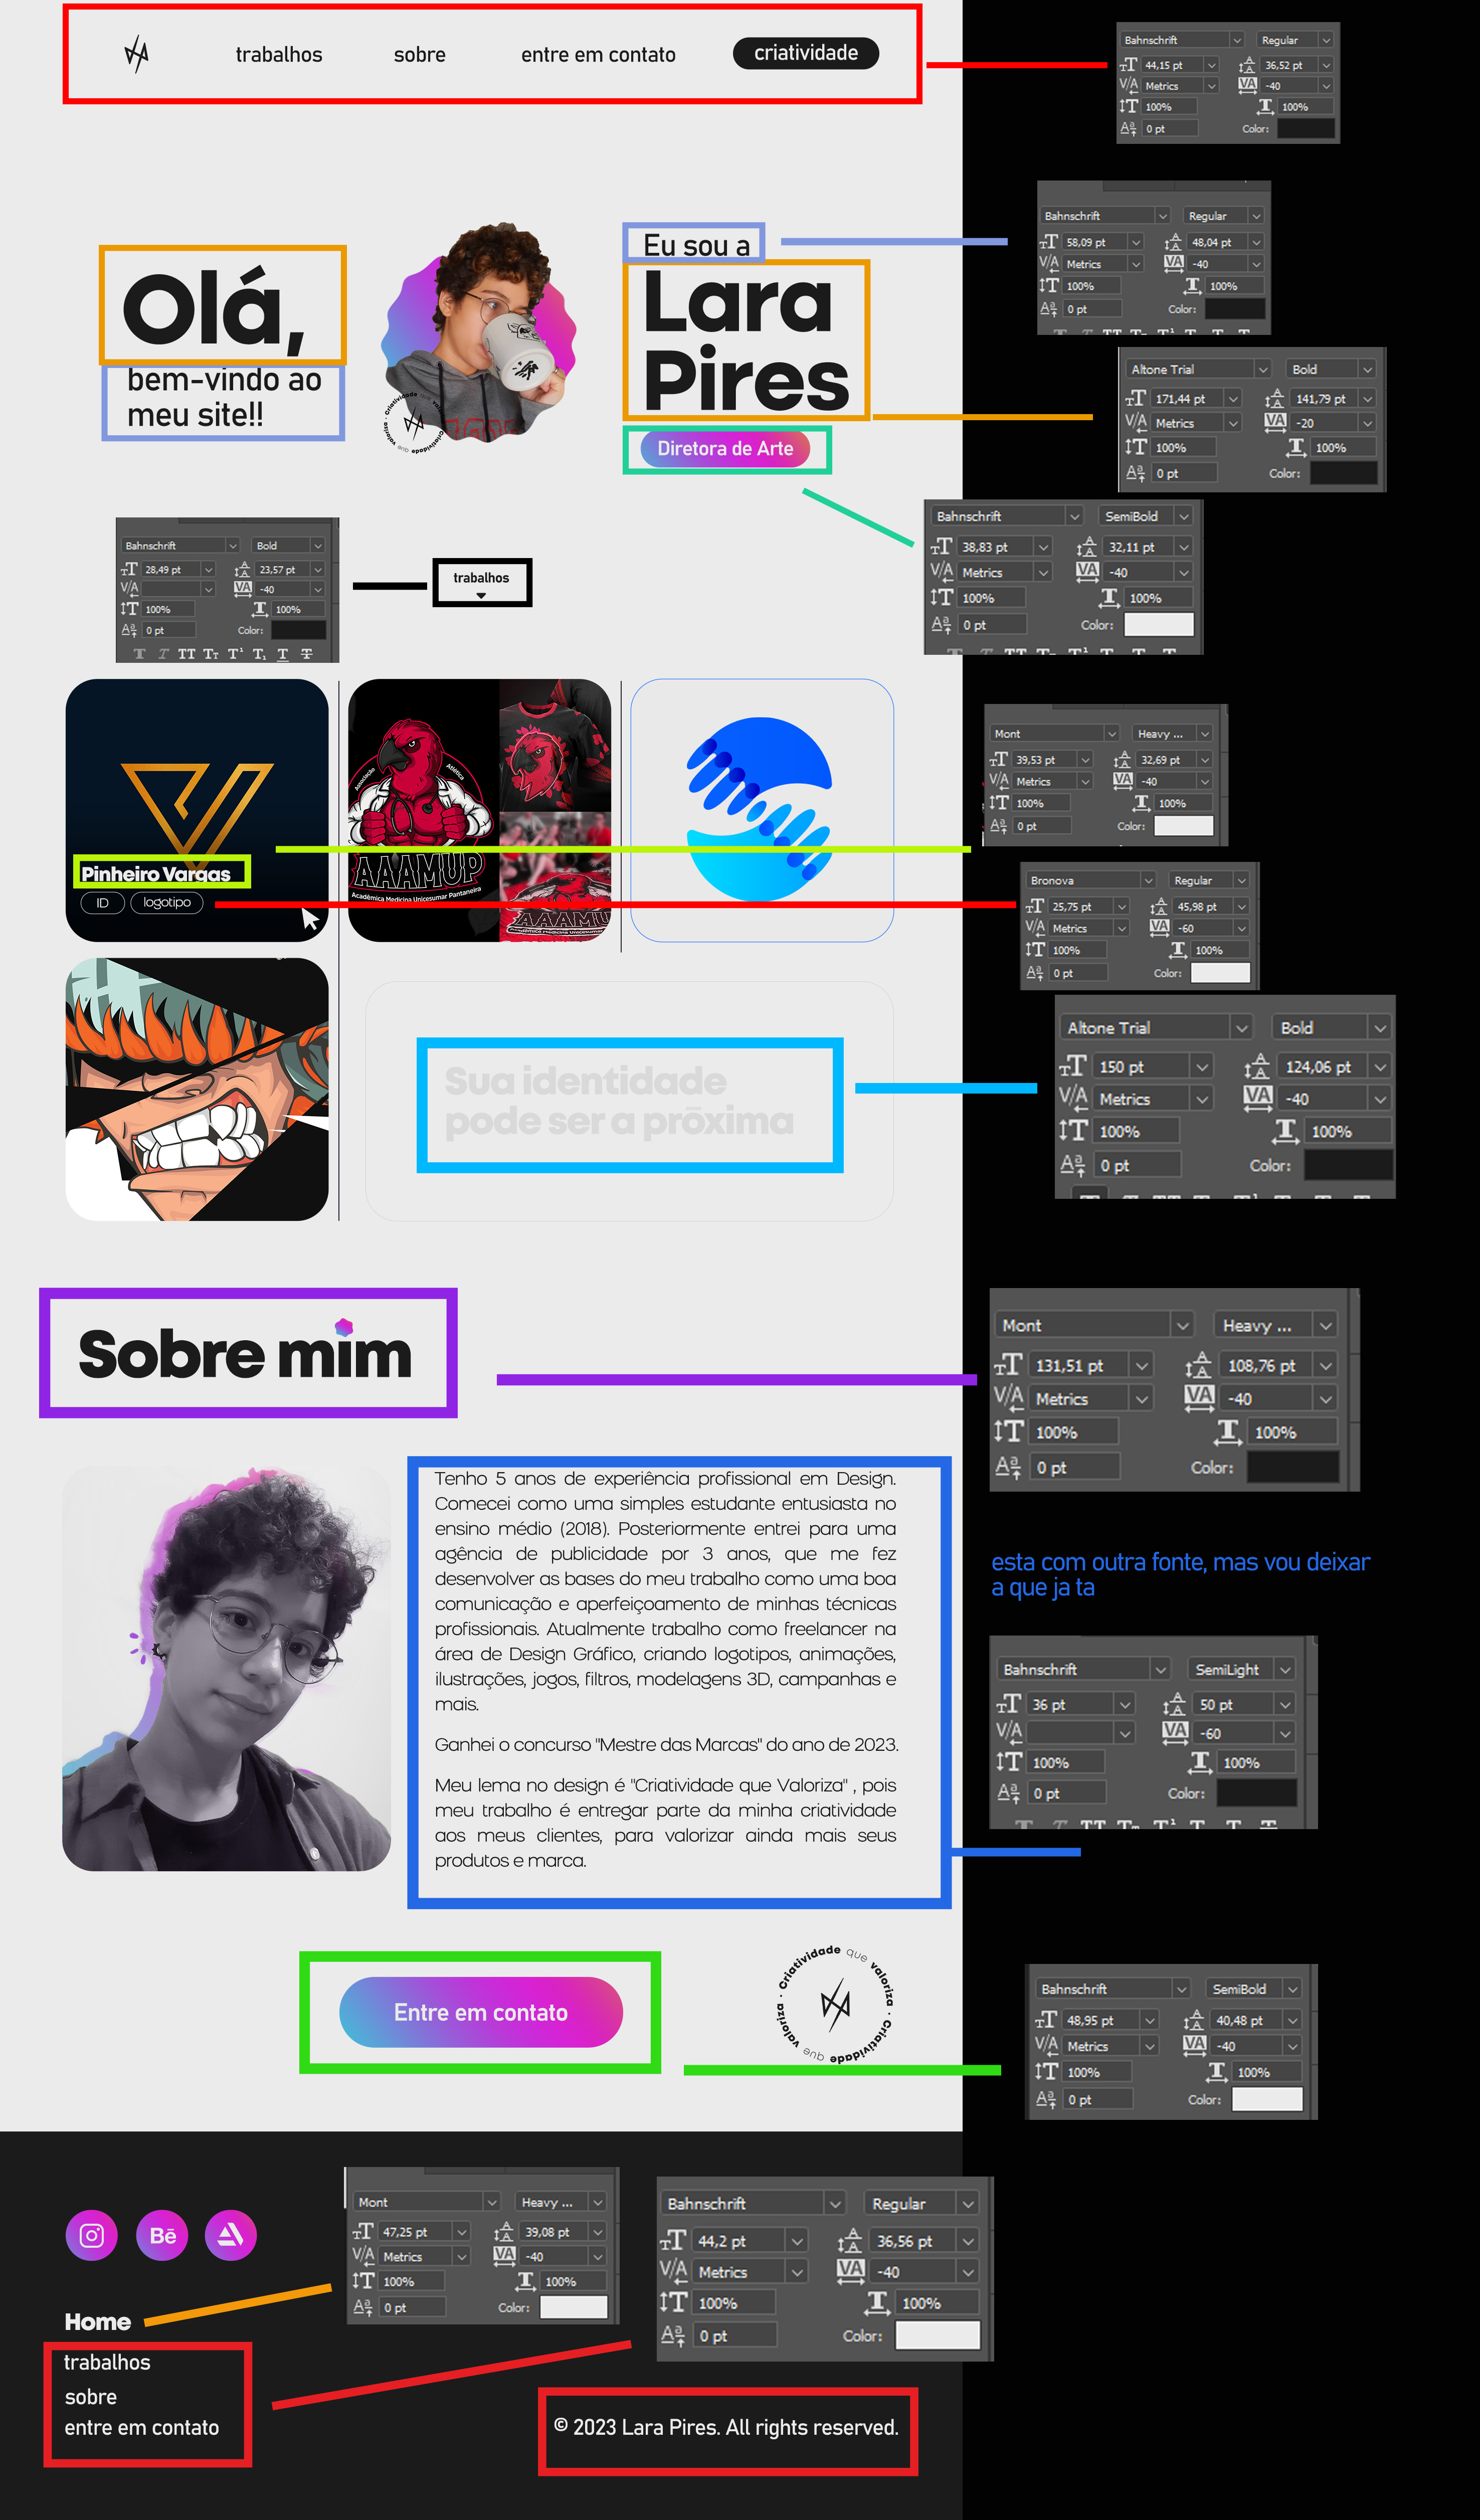 trabalhos
sobre
entre em contato
criatividade
Bahnschrift
Regular
44,15 pt
36,52 pt
Metrics
-40
100%
100%
0 pt
Color:
Bahnschrift
Regular
58,09 pt
48,04 pt
Metrics
-40
100%
100%
0 pt
Color:
Olá,
bem-vindo ao
meu site!!
Eu sou a
Lara
Pires
Diretora de Arte
Criatividade que valoriza
Altone Trial
Bold
171,44 pt
141,79 pt
Metrics
-20
100%
100%
0 pt
Color:
Bahnschrift
SemiBold
38,83 pt
32,11 pt
Metrics
-40
100%
100%
0 pt
Color:
Bahnschrift
Bold
28,49 pt
23,57 pt
-40
100%
100%
0 pt
Color:
trabalhos
Associação
Atlética
AAAMUP
Acadêmica Medicina Unicesumar Pantaneira
Pinheiro Vargas
ID
logotipo
Mont
Heavy ...
39,53 pt
32,69 pt
Metrics
-40
100%
100%
0 pt
Color:
Bronova
Regular
25,75 pt
45,98 pt
Metrics
-60
100%
100%
0 pt
Color:
Sua identidade
pode ser a próxima
Altone Trial
Bold
150 pt
124,06 pt
Metrics
-40
100%
100%
0 pt
Color:
Sobre mim
Mont
Heavy ...
131,51 pt
108,76 pt
Metrics
-40
100%
100%
0 pt
Color:
Tenho 5 anos de experiência profissional em Design.
Comecei como uma simples estudante entusiasta no
ensino médio (2018). Posteriormente entrei para uma
agência de publicidade por 3 anos, que me fez
desenvolver as bases do meu trabalho como uma boa
comunicação e aperfeiçoamento de minhas técnicas
profissionais. Atualmente trabalho como freelancer na
área de Design Gráfico, criando logotipos, animações,
ilustrações, jogos, filtros, modelagens 3D, campanhas e
mais.
Ganhei o concurso "Mestre das Marcas" do ano de 2023.
Meu lema no design é "Criatividade que Valoriza" , pois
meu trabalho é entregar parte da minha criatividade
aos meus clientes, para valorizar ainda mais seus
produtos e marca.
esta com outra fonte, mas vou deixar
a que ja ta
Bahnschrift
SemiLight
36 pt
50 pt
-60
100%
100%
0 pt
Color:
Entre em contato
Criatividade que valoriza · Criatividade que valoriza ·
Bahnschrift
SemiBold
48,95 pt
40,48 pt
Metrics
-40
100%
100%
0 pt
Color:
Bē
Home
trabalhos
sobre
entre em contato
Mont
Heavy ...
47,25 pt
39,08 pt
Metrics
-40
100%
100%
0 pt
Color:
Bahnschrift
Regular
44,2 pt
36,56 pt
Metrics
-40
100%
100%
0 pt
Color:
© 2023 Lara Pires. All rights reserved.